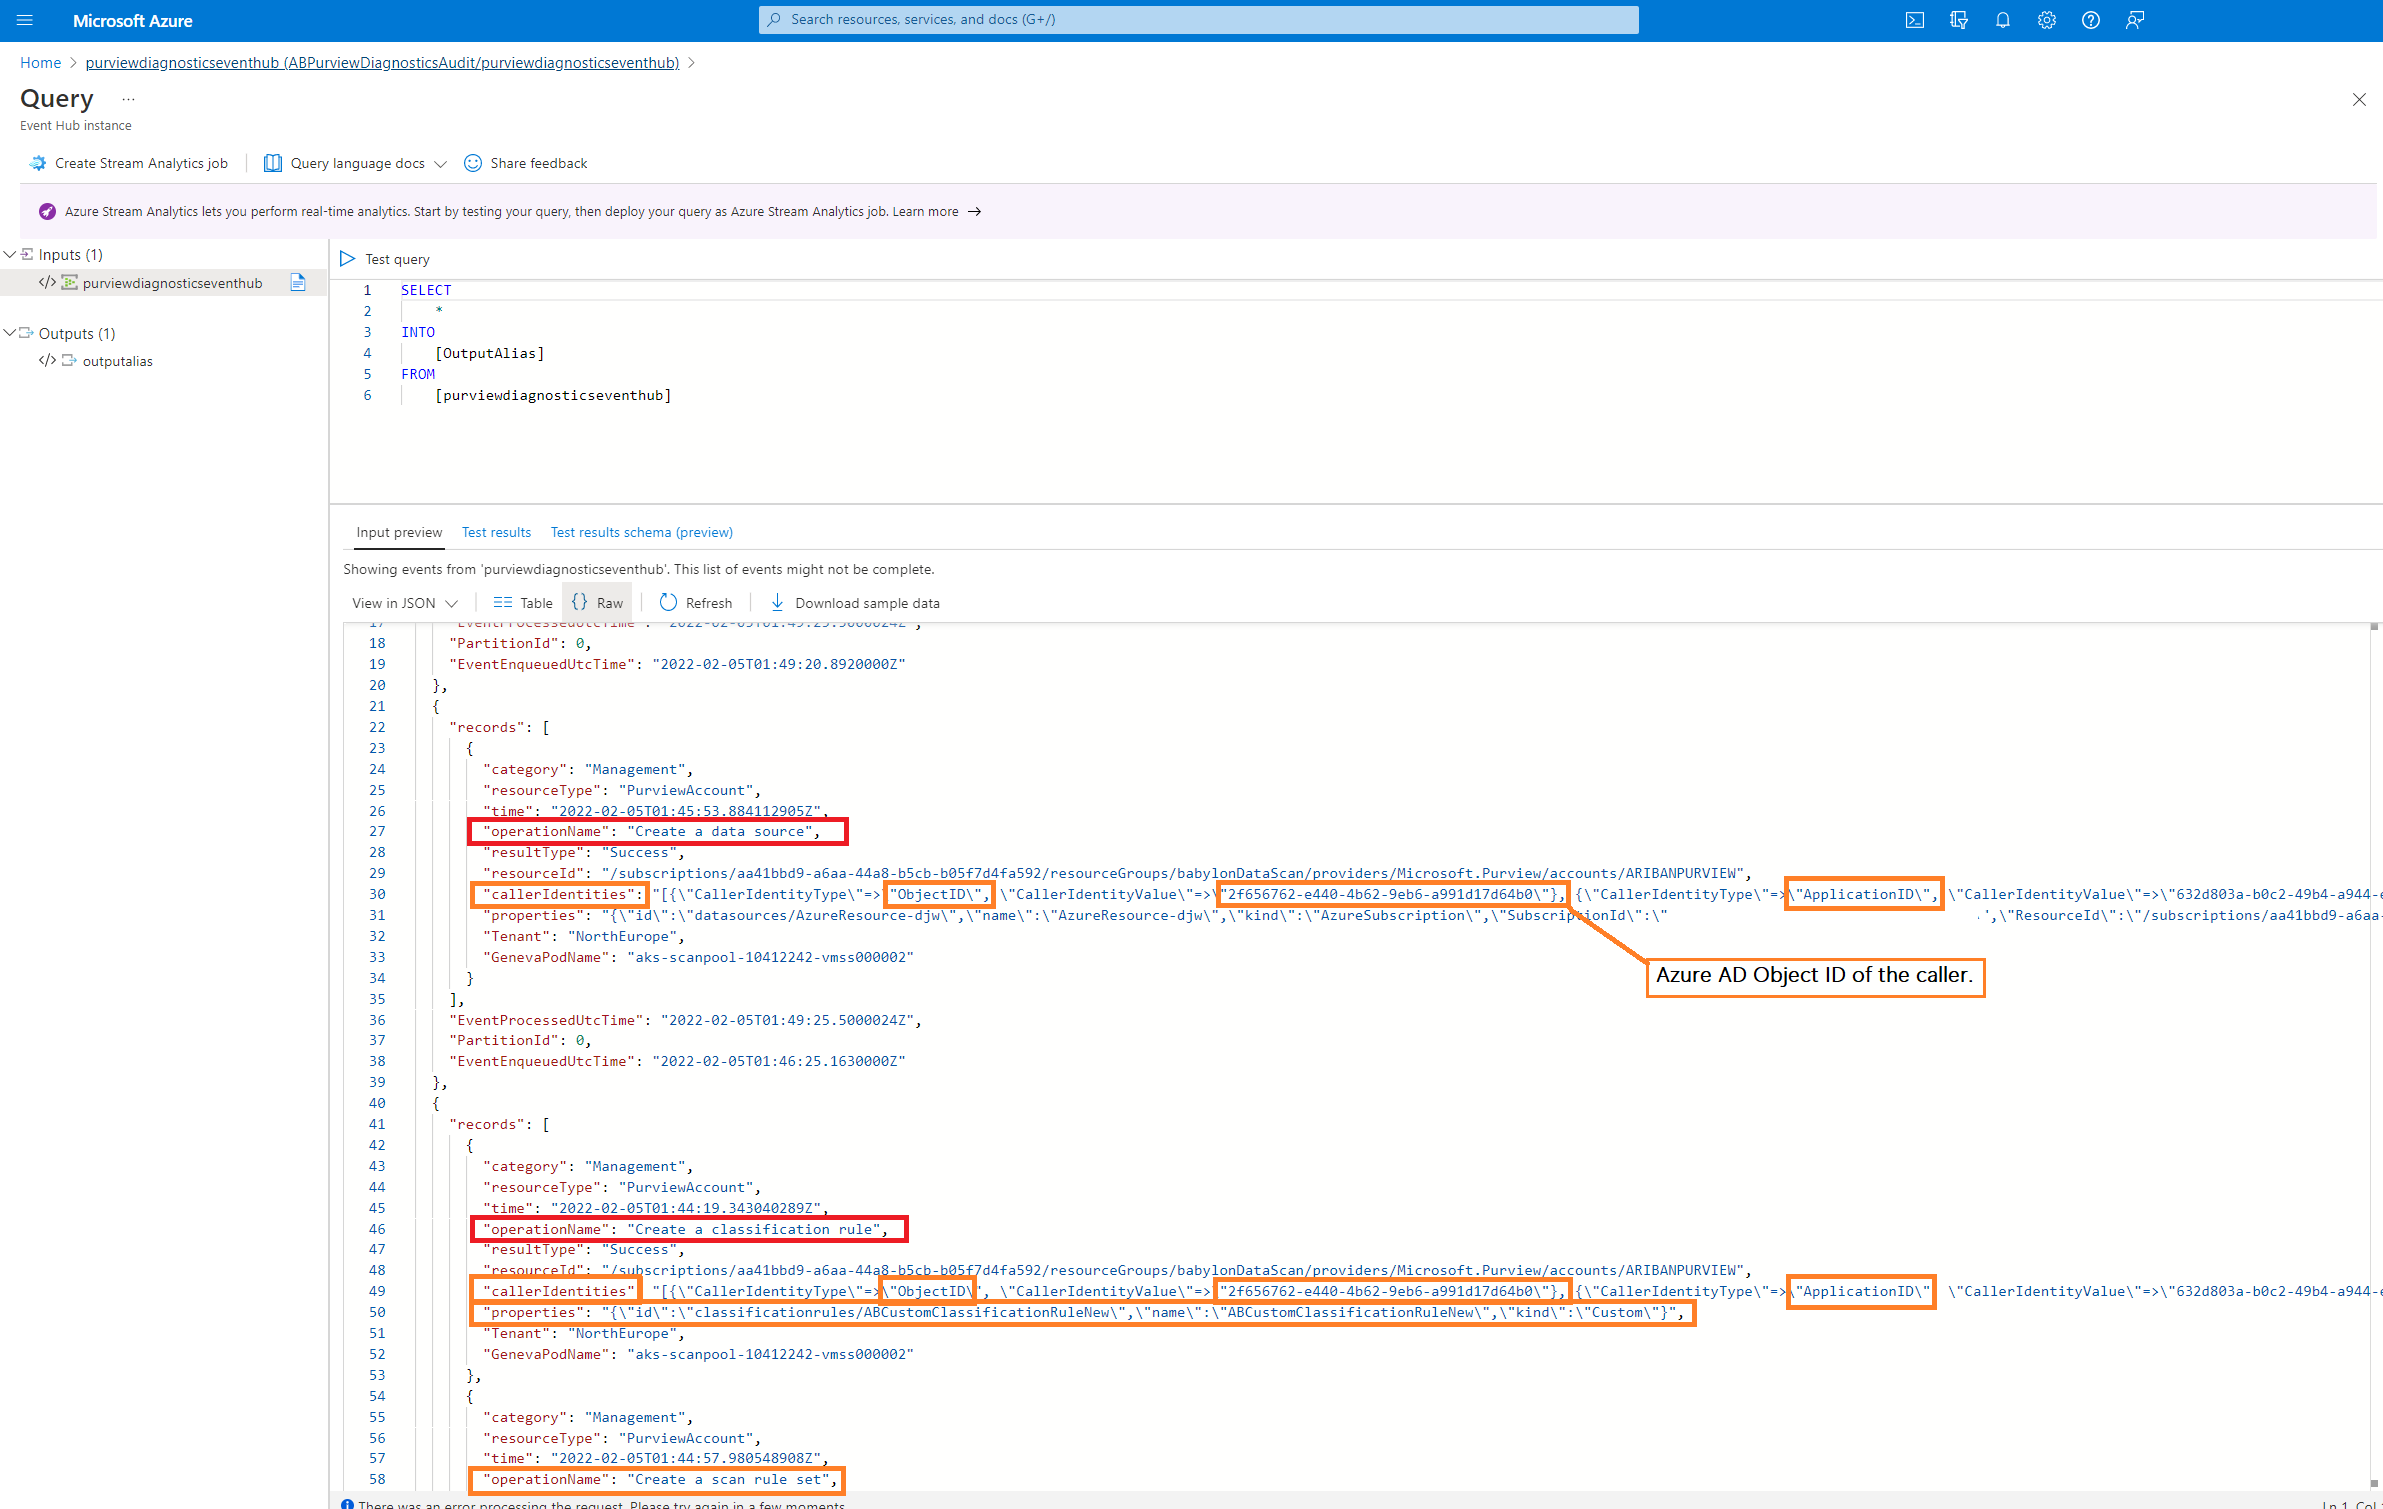 Microsoft Azure
Search resources, services, and docs (G+/)
Home > purviewdiagnosticseventhub (ABPurviewDiagnosticsAudit/purviewdiagnosticseventhub) >
Query ...
Event Hub instance
Create Stream Analytics job
Query language docs
Share feedback
Azure Stream Analytics lets you perform real-time analytics. Start by testing your query, then deploy your query as Azure Stream Analytics job. Learn more →
Inputs (1)
</> purviewdiagnosticseventhub
Outputs (1)
</> outputalias
Test query
1 SELECT
2 *
3 INTO
4 [OutputAlias]
5 FROM
6 [purviewdiagnosticseventhub]
Input preview
Test results
Test results schema (preview)
Showing events from 'purviewdiagnosticseventhub'. This list of events might not be complete.
View in JSON
Table
{} Raw
Refresh
Download sample data
17 "EventProcessedUtcTime": "2022-02-05T01:49:25.5000024Z",
18 "PartitionId": 0,
19 "EventEnqueuedUtcTime": "2022-02-05T01:49:20.8920000Z"
20 },
21 {
22 "records": [
23 {
24 "category": "Management",
25 "resourceType": "PurviewAccount",
26 "time": "2022-02-05T01:45:53.884112905Z",
27 "operationName": "Create a data source",
28 "resultType": "Success",
29 "resourceId": "/subscriptions/aa41bbd9-a6aa-44a8-b5cb-b05f7d4fa592/resourceGroups/babylonDataScan/providers/Microsoft.Purview/accounts/ARIBANPURVIEW",
30 "callerIdentities": "[{\"CallerIdentityType\"=>\"ObjectID\", \"CallerIdentityValue\"=>\"2f656762-e440-4b62-9eb6-a991d17d64b0\"}, {\"CallerIdentityType\"=>\"ApplicationID\", \"CallerIdentityValue\"=>\"632d803a-b0c2-49b4-a944-e
31 "properties": "{\"id\":\"datasources/AzureResource-djw\",\"name\":\"AzureResource-djw\",\"kind\":\"AzureSubscription\",\"SubscriptionId\":\" .',\"ResourceId\":\"/subscriptions/aa41bbd9-a6aa-
32 "Tenant": "NorthEurope",
33 "GenevaPodName": "aks-scanpool-10412242-vmss000002"
Azure AD Object ID of the caller.
34 }
35 ],
36 "EventProcessedUtcTime": "2022-02-05T01:49:25.5000024Z",
37 "PartitionId": 0,
38 "EventEnqueuedUtcTime": "2022-02-05T01:46:25.1630000Z"
39 },
40 {
41 "records": [
42 {
43 "category": "Management",
44 "resourceType": "PurviewAccount",
45 "time": "2022-02-05T01:44:19.343040289Z",
46 "operationName": "Create a classification rule",
47 "resultType": "Success",
48 "resourceId": "/subscriptions/aa41bbd9-a6aa-44a8-b5cb-b05f7d4fa592/resourceGroups/babylonDataScan/providers/Microsoft.Purview/accounts/ARIBANPURVIEW",
49 "callerIdentities" "[{\"CallerIdentityType\"=>\"ObjectID\", \"CallerIdentityValue\"=>\"2f656762-e440-4b62-9eb6-a991d17d64b0\"}, {\"CallerIdentityType\"=>\"ApplicationID\" \"CallerIdentityValue\"=>\"632d803a-b0c2-49b4-a944-e
50 "properties": "{\"id\":\"classificationrules/ABCustomClassificationRuleNew\",\"name\":\"ABCustomClassificationRuleNew\",\"kind\":\"Custom\"}",
51 "Tenant": "NorthEurope",
52 "GenevaPodName": "aks-scanpool-10412242-vmss000002"
53 },
54 {
55 "category": "Management",
56 "resourceType": "PurviewAccount",
57 "time": "2022-02-05T01:44:57.980548908Z",
58 "operationName": "Create a scan rule set",
There was an error processing the request. Please try again in a few moments.
Ln 1, Col